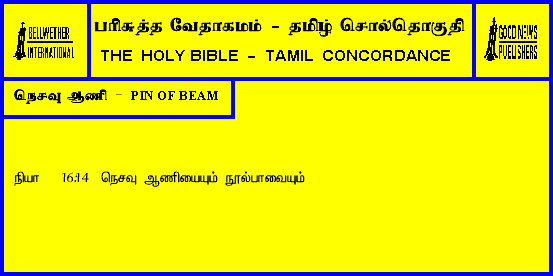 BELLWETHER
INTERNATIONAL
பரிசுத்த வேதாகமம் - தமிழ் சொல்தொகுதி
THE HOLY BIBLE - TAMIL CONCORDANCE
GOOD NEWS
PUBLISHERS
நெசவு ஆணி - PIN OF BEAM
நியா 16:14 நெசவு ஆணியையும் நூல்பாவையும்